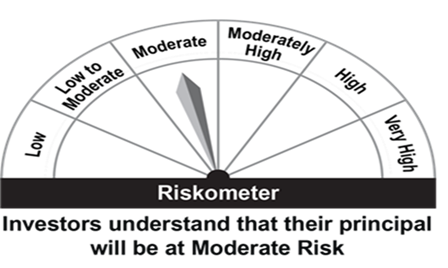 Low
Low to
Moderate
Moderate
Moderately
High
High
Very High
Riskometer
Investors understand that their principal
will be at Moderate Risk